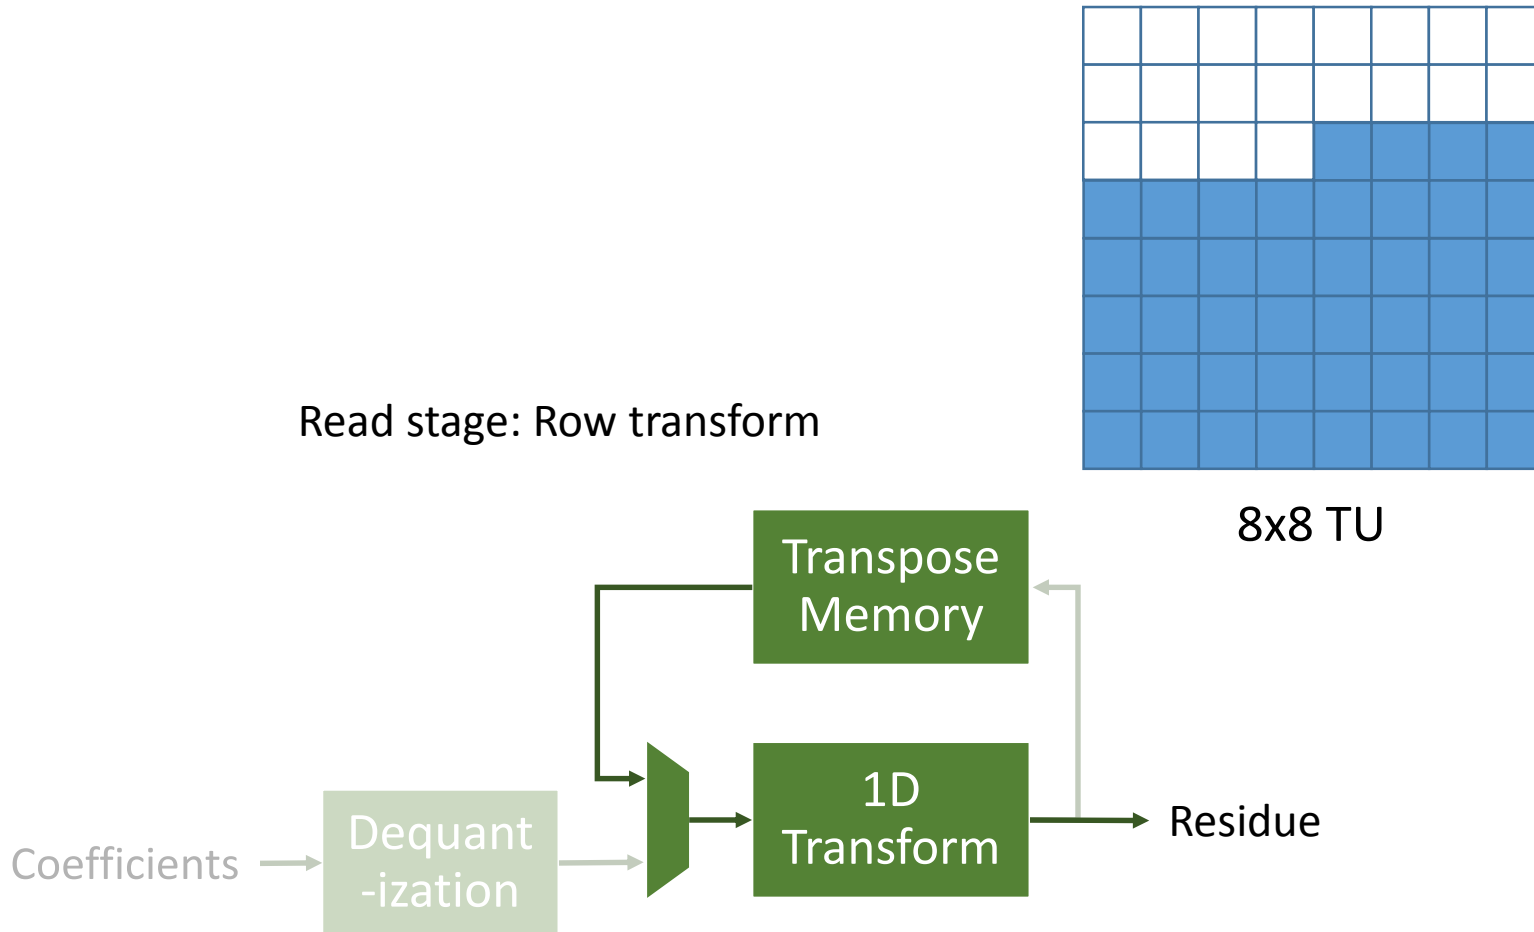 Read stage: Row transform
8x8 TU
Transpose
Memory
1D
Transform
Residue
Coefficients
Dequant
-ization